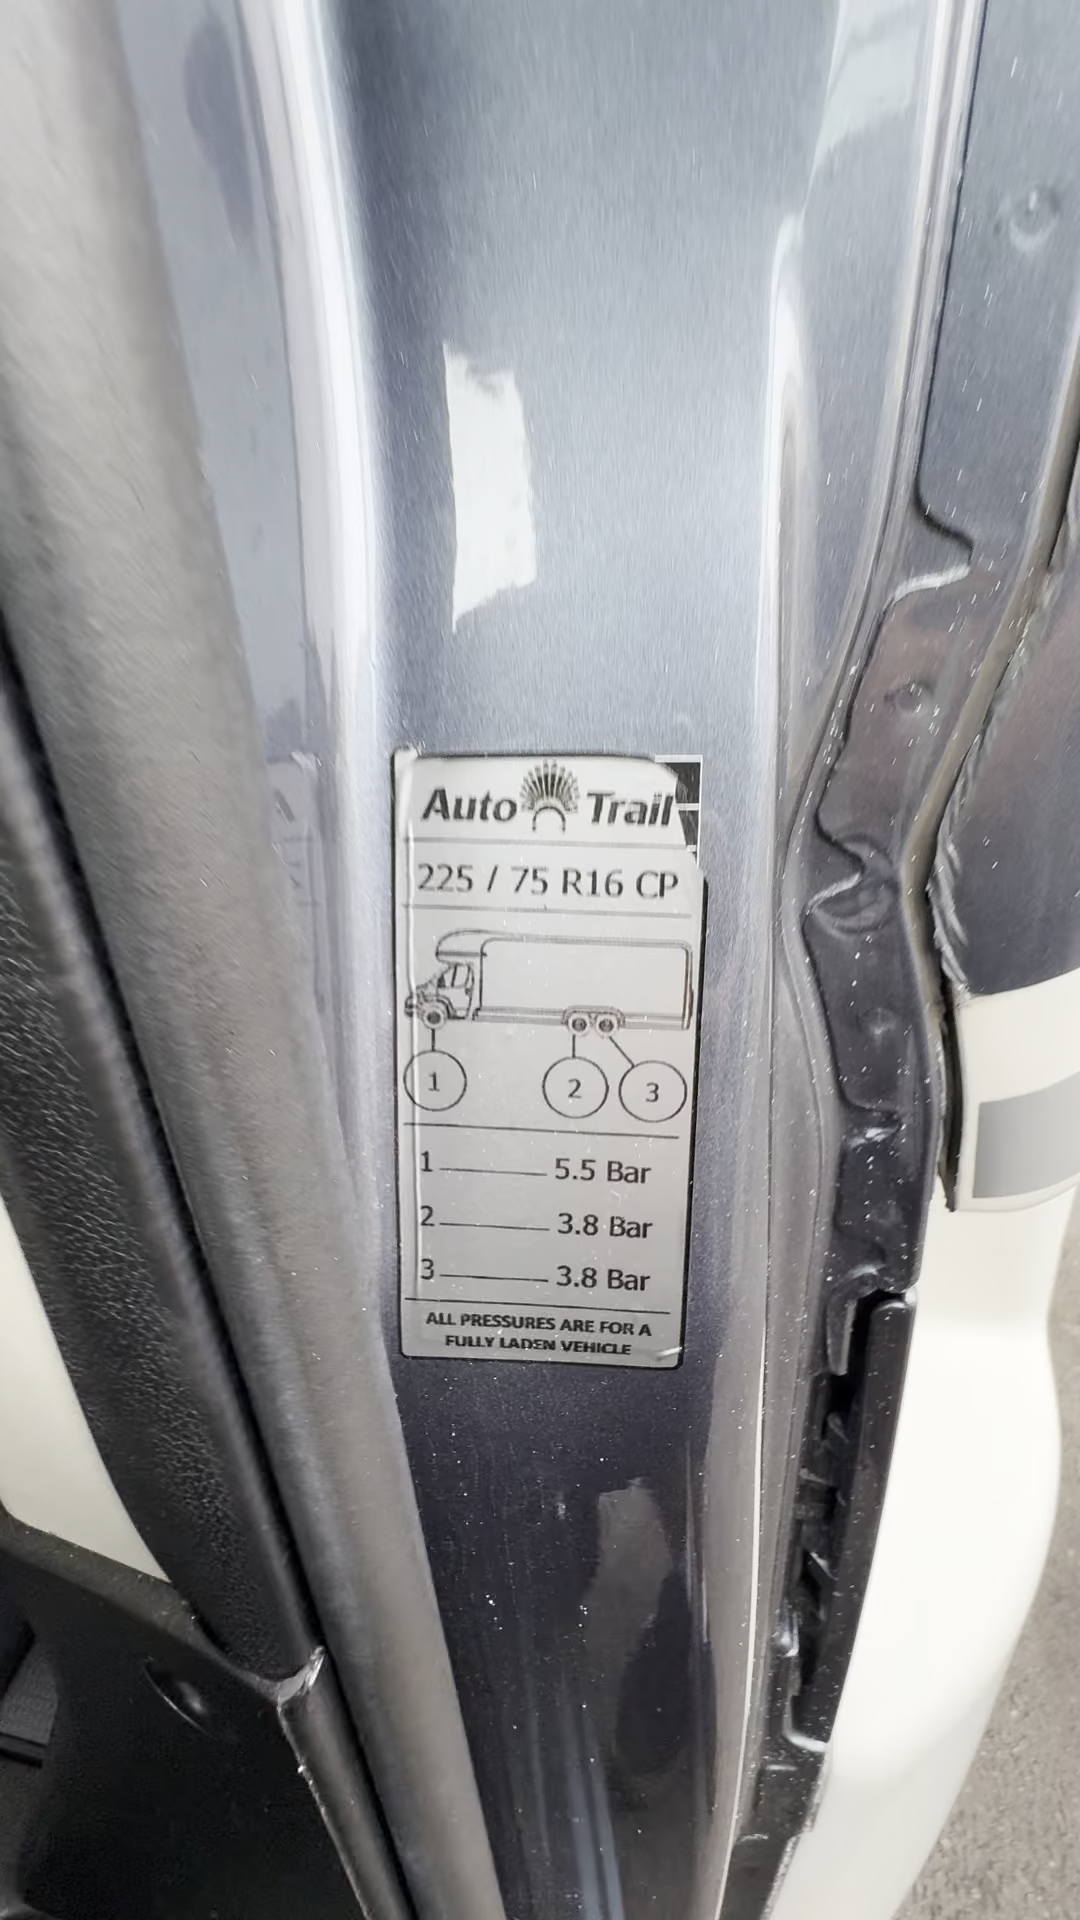 Auto Trail
225 / 75 R16 CP
1 2 3
1 5.5 Bar
2 3.8 Bar
3 3.8 Bar
ALL PRESSURES ARE FOR A
FULLY LADEN VEHICLE